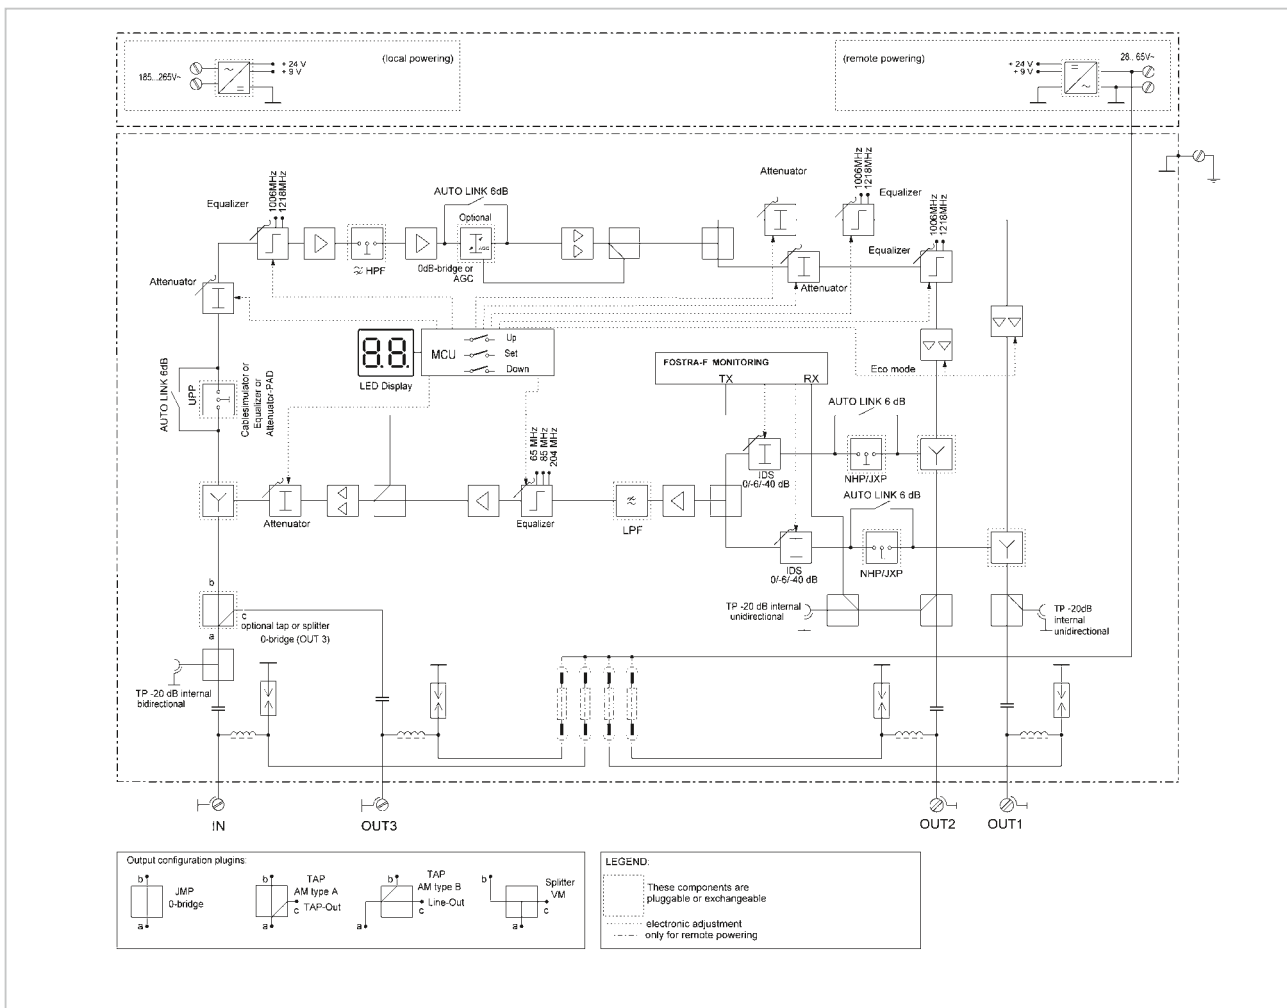 (local powering)
185...265V~
+ 24 V
+ 9 V
(remote powering)
28...65V~
+ 24 V
+ 9 V
Equalizer
1006MHz
1218MHz
AUTO LINK 6dB
Optional
AGC
HPF
0dB-bridge or
AGC
Attenuator
1006MHz
1218MHz
Equalizer
1006MHz
1218MHz
Equalizer
Attenuator
Attenuator
8.8.
LED Display
MCU
Up
Set
Down
FOSTRA-F MONITORING
TX
RX
Eco mode
AUTO LINK 6dB
UPP
Cablesimulator or
Equalizer or
Attenuator-PAD
AUTO LINK 6 dB
NHP/JXP
AUTO LINK 6 dB
NHP/JXP
IDS
0/-6/-40 dB
IDS
0/-6/-40 dB
65 MHz
85 MHz
204 MHz
Attenuator
Equalizer
LPF
b
c
optional tap or splitter
a
0-bridge (OUT 3)
TP -20 dB internal
bidirectional
TP -20 dB internal
unidirectional
TP -20dB
internal
unidirectional
IN
OUT3
OUT2
OUT1
Output configuration plugins:
b
JMP
0-bridge
a
TAP
AM type A
b
c
TAP-Out
a
TAP
AM type B
b
Line-Out
c
a
b
Splitter
VM
c
a
LEGEND:
These components are
pluggable or exchangeable
electronic adjustment
only for remote powering